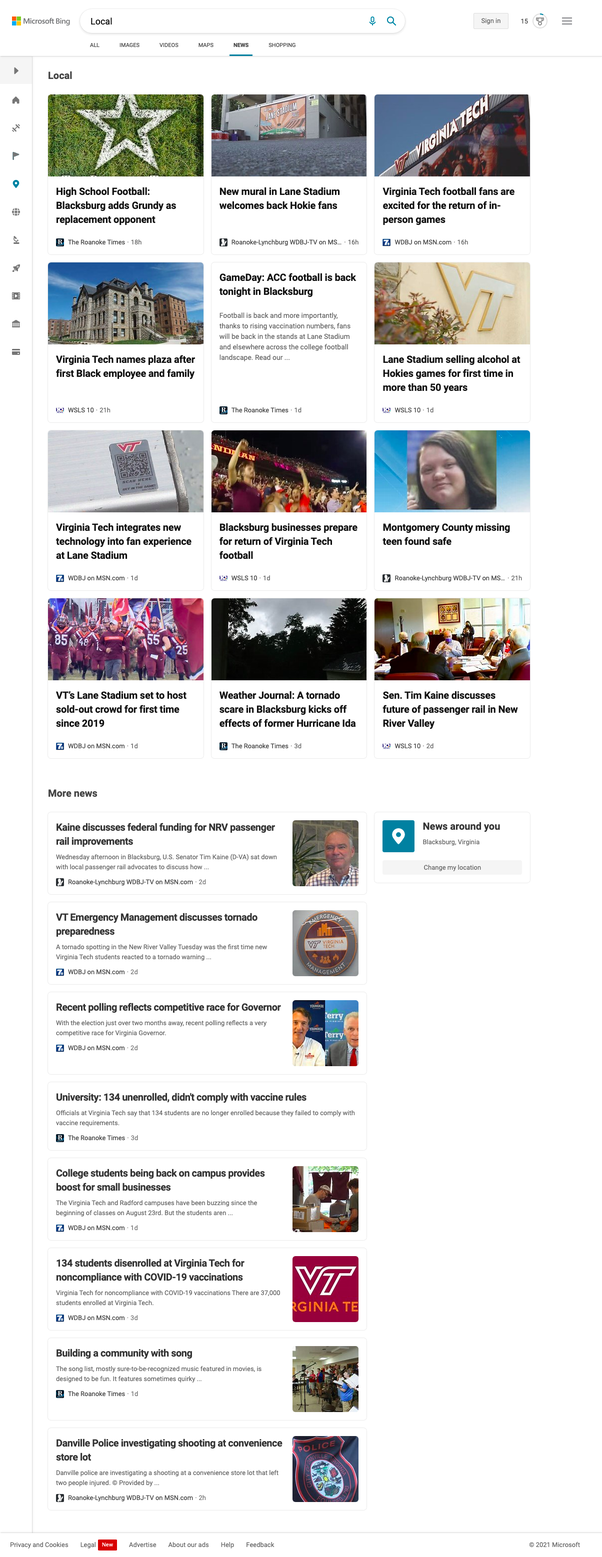 Microsoft Bing
Local
Sign in
15
ALL
IMAGES
VIDEOS
MAPS
NEWS
SHOPPING
Local
High School Football:
Blacksburg adds Grundy as
replacement opponent
The Roanoke Times · 18h
New mural in Lane Stadium
welcomes back Hokie fans
Roanoke-Lynchburg WDBJ-TV on MS... · 16h
VIRGINIA TECH
Virginia Tech football fans are
excited for the return of in-
person games
WDBJ on MSN.com · 16h
Virginia Tech names plaza after
first Black employee and family
WSLS 10 · 21h
GameDay: ACC football is back
tonight in Blacksburg
Football is back and more importantly,
thanks to rising vaccination numbers, fans
will be back in the stands at Lane Stadium
and elsewhere across the college football
landscape. Read our ...
The Roanoke Times · 1d
VT
Lane Stadium selling alcohol at
Hokies games for first time in
more than 50 years
WSLS 10 · 1d
VT
Virginia Tech integrates new
technology into fan experience
at Lane Stadium
WDBJ on MSN.com · 1d
Blacksburg businesses prepare
for return of Virginia Tech
football
WSLS 10 · 1d
Montgomery County missing
teen found safe
Roanoke-Lynchburg WDBJ-TV on MS... · 21h
85
48
55
25
VT's Lane Stadium set to host
sold-out crowd for first time
since 2019
WDBJ on MSN.com · 1d
Weather Journal: A tornado
scare in Blacksburg kicks off
effects of former Hurricane Ida
The Roanoke Times · 3d
Sen. Tim Kaine discusses
future of passenger rail in New
River Valley
WSLS 10 · 2d
More news
Kaine discusses federal funding for NRV passenger
rail improvements
Wednesday afternoon in Blacksburg, U.S. Senator Tim Kaine (D-VA) sat down
with local passenger rail advocates to discuss how ...
Roanoke-Lynchburg WDBJ-TV on MSN.com · 2d
News around you
Blacksburg, Virginia
Change my location
VT Emergency Management discusses tornado
preparedness
A tornado spotting in the New River Valley Tuesday was the first time new
Virginia Tech students reacted to a tornado warning ...
WDBJ on MSN.com · 2d
EMERGENCY
VT VIRGINIA TECH
MANAGEMENT
Recent polling reflects competitive race for Governor
With the election just over two months away, recent polling reflects a very
competitive race for Virginia Governor.
WDBJ on MSN.com · 2d
Terry
University: 134 unenrolled, didn't comply with vaccine rules
Officials at Virginia Tech say that 134 students are no longer enrolled because they failed to comply with
vaccine requirements.
The Roanoke Times · 3d
College students being back on campus provides
boost for small businesses
The Virginia Tech and Radford campuses have been buzzing since the
beginning of classes on August 23rd. But the students aren ...
WDBJ on MSN.com · 1d
134 students disenrolled at Virginia Tech for
noncompliance with COVID-19 vaccinations
Virginia Tech for noncompliance with COVID-19 vaccinations There are 37,000
students enrolled at Virginia Tech.
WDBJ on MSN.com · 3d
VT
RGINIA TE
Building a community with song
The song list, mostly sure-to-be-recognized music featured in movies, is
designed to be fun. It features sometimes quirky ...
The Roanoke Times · 1d
Danville Police investigating shooting at convenience
store lot
Danville police are investigating a shooting at a convenience store lot that left
two people injured. © Provided by ...
Roanoke-Lynchburg WDBJ-TV on MSN.com · 2h
POLICE
Privacy and Cookies
Legal New
Advertise
About our ads
Help
Feedback
© 2021 Microsoft